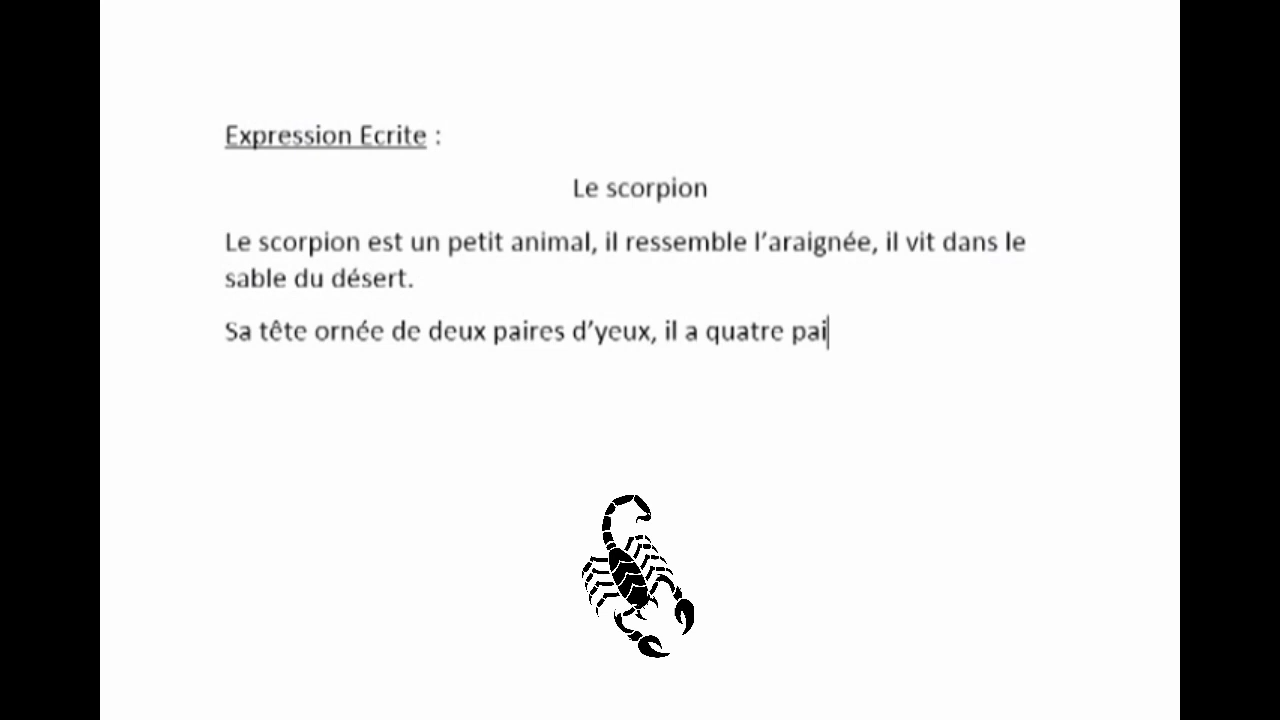 Expression Ecrite :
Le scorpion
Le scorpion est un petit animal, il ressemble l’araignée, il vit dans le
sable du désert.
Sa tête ornée de deux paires d’yeux, il a quatre pai